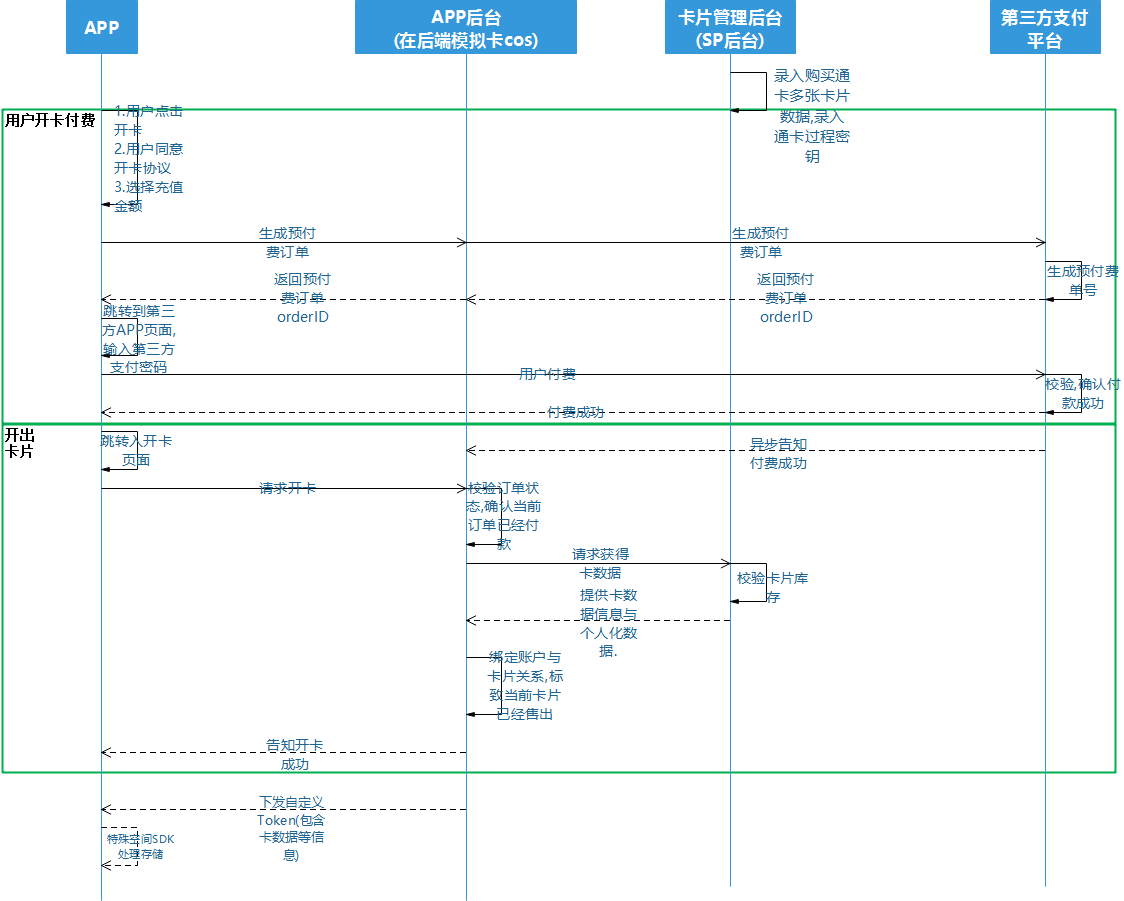 APP
APP后台
(在后端模拟卡cos)
卡片管理后台
(SP后台)
第三方支付
平台
录入购买通
卡多张卡片
数据,录入
通卡过程密
钥
用户开卡付费
1.用户点击
开卡
2.用户同意
开卡协议
3.选择充值
金额
生成预付
费订单
生成预付
费订单
生成预付费
单号
返回预付
费订单
orderID
返回预付
费订单
orderID
跳转到第三
方APP页面,
输入第三方
支付密码
用户付费
校验,确认付
款成功
付费成功
开出
卡片
跳转入开卡
页面
异步告知
付费成功
请求开卡
校验订单状
态,确认当前
订单已经付
款
请求获得
卡数据
校验卡片库
存
提供卡数
据信息与
个人化数
据.
绑定账户与
卡片关系,标
致当前卡片
已经售出
告知开卡
成功
下发自定义
Token(包含
卡数据等信
息)
特殊空间SDK
处理存储